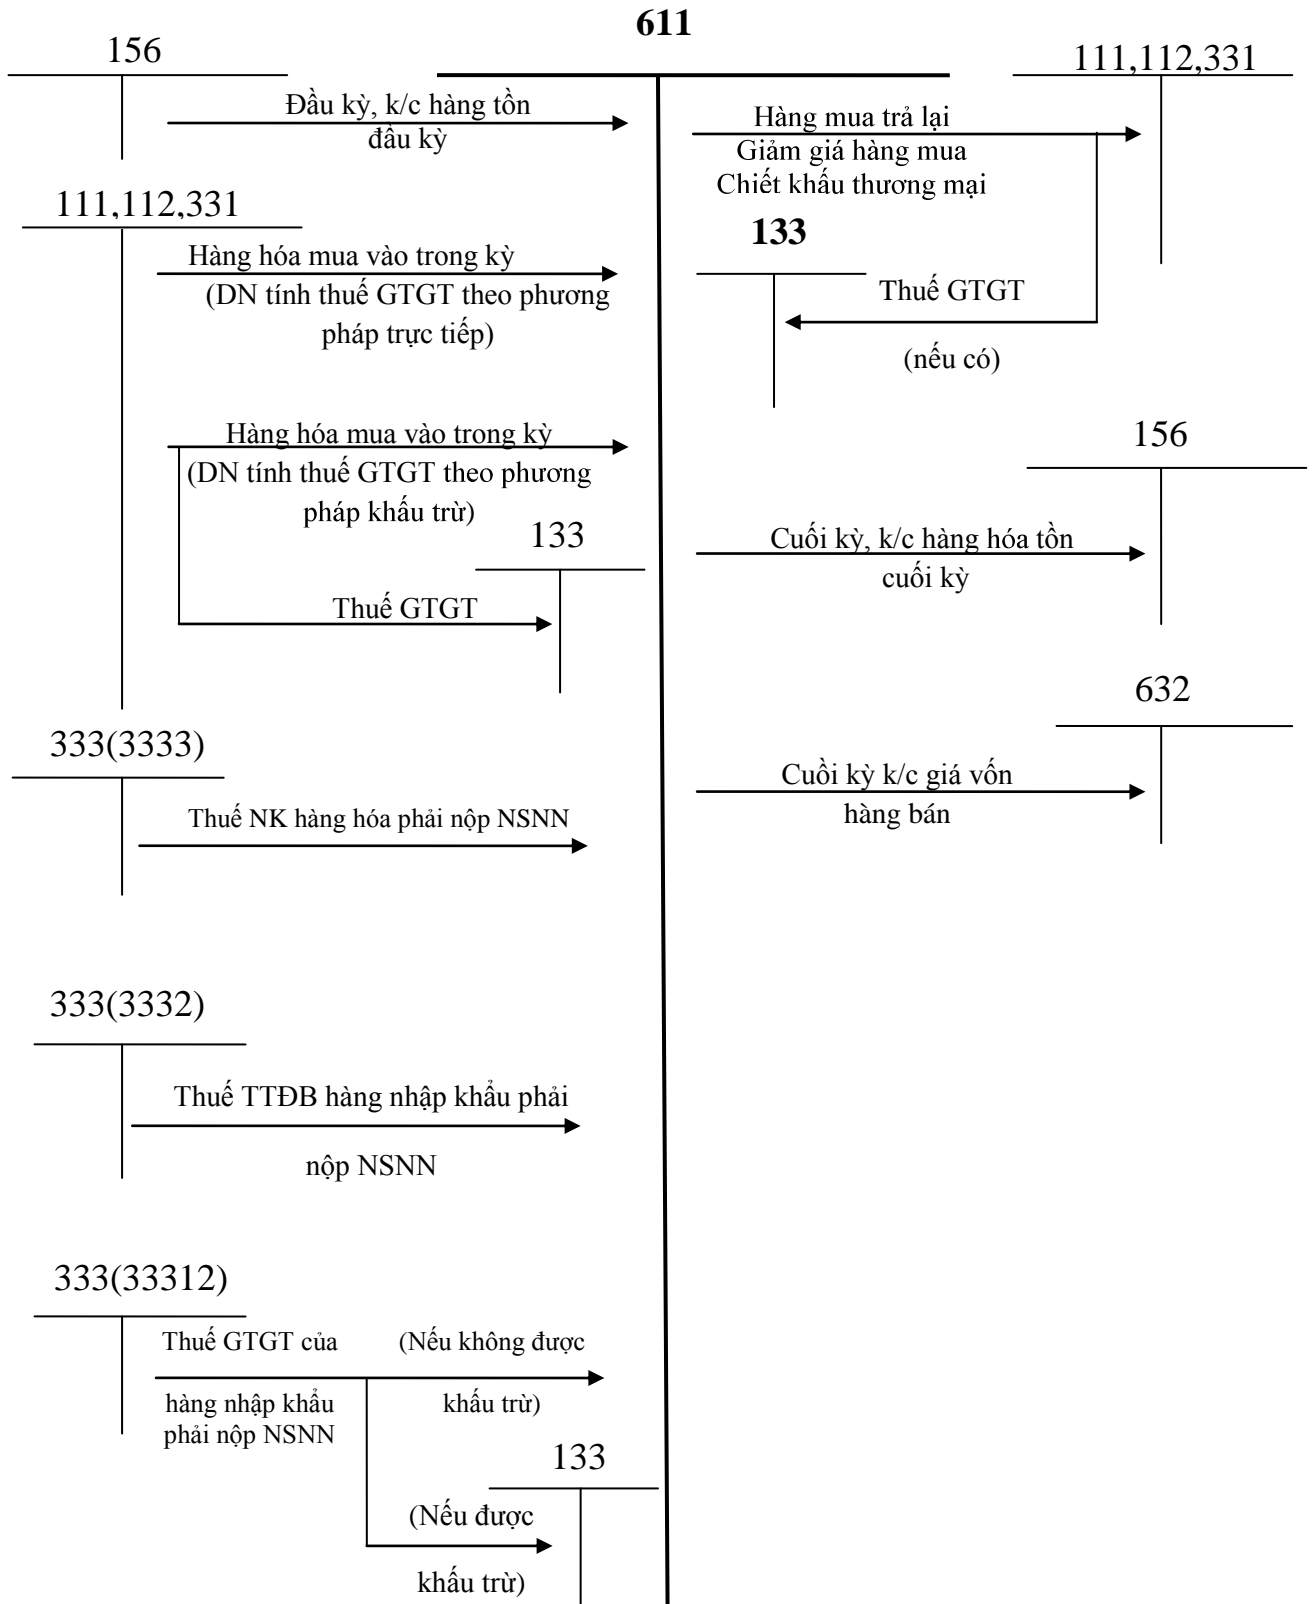 611
156
111,112,331
Đầu kỳ, k/c hàng tồn
đầu kỳ
Hàng mua trả lại
Giảm giá hàng mua
Chiết khấu thương mại
111,112,331
133
Hàng hóa mua vào trong kỳ
(DN tính thuế GTGT theo phương
pháp trực tiếp)
Thuế GTGT
(nếu có)
Hàng hóa mua vào trong kỳ
(DN tính thuế GTGT theo phương
pháp khấu trừ)
133
Thuế GTGT
156
Cuối kỳ, k/c hàng hóa tồn
cuối kỳ
632
Cuồi kỳ k/c giá vốn
hàng bán
333(3333)
Thuế NK hàng hóa phải nộp NSNN
333(3332)
Thuế TTĐB hàng nhập khẩu phải
nộp NSNN
333(33312)
Thuế GTGT của
hàng nhập khẩu
phải nộp NSNN
(Nếu không được
khấu trừ)
133
(Nếu được
khấu trừ)